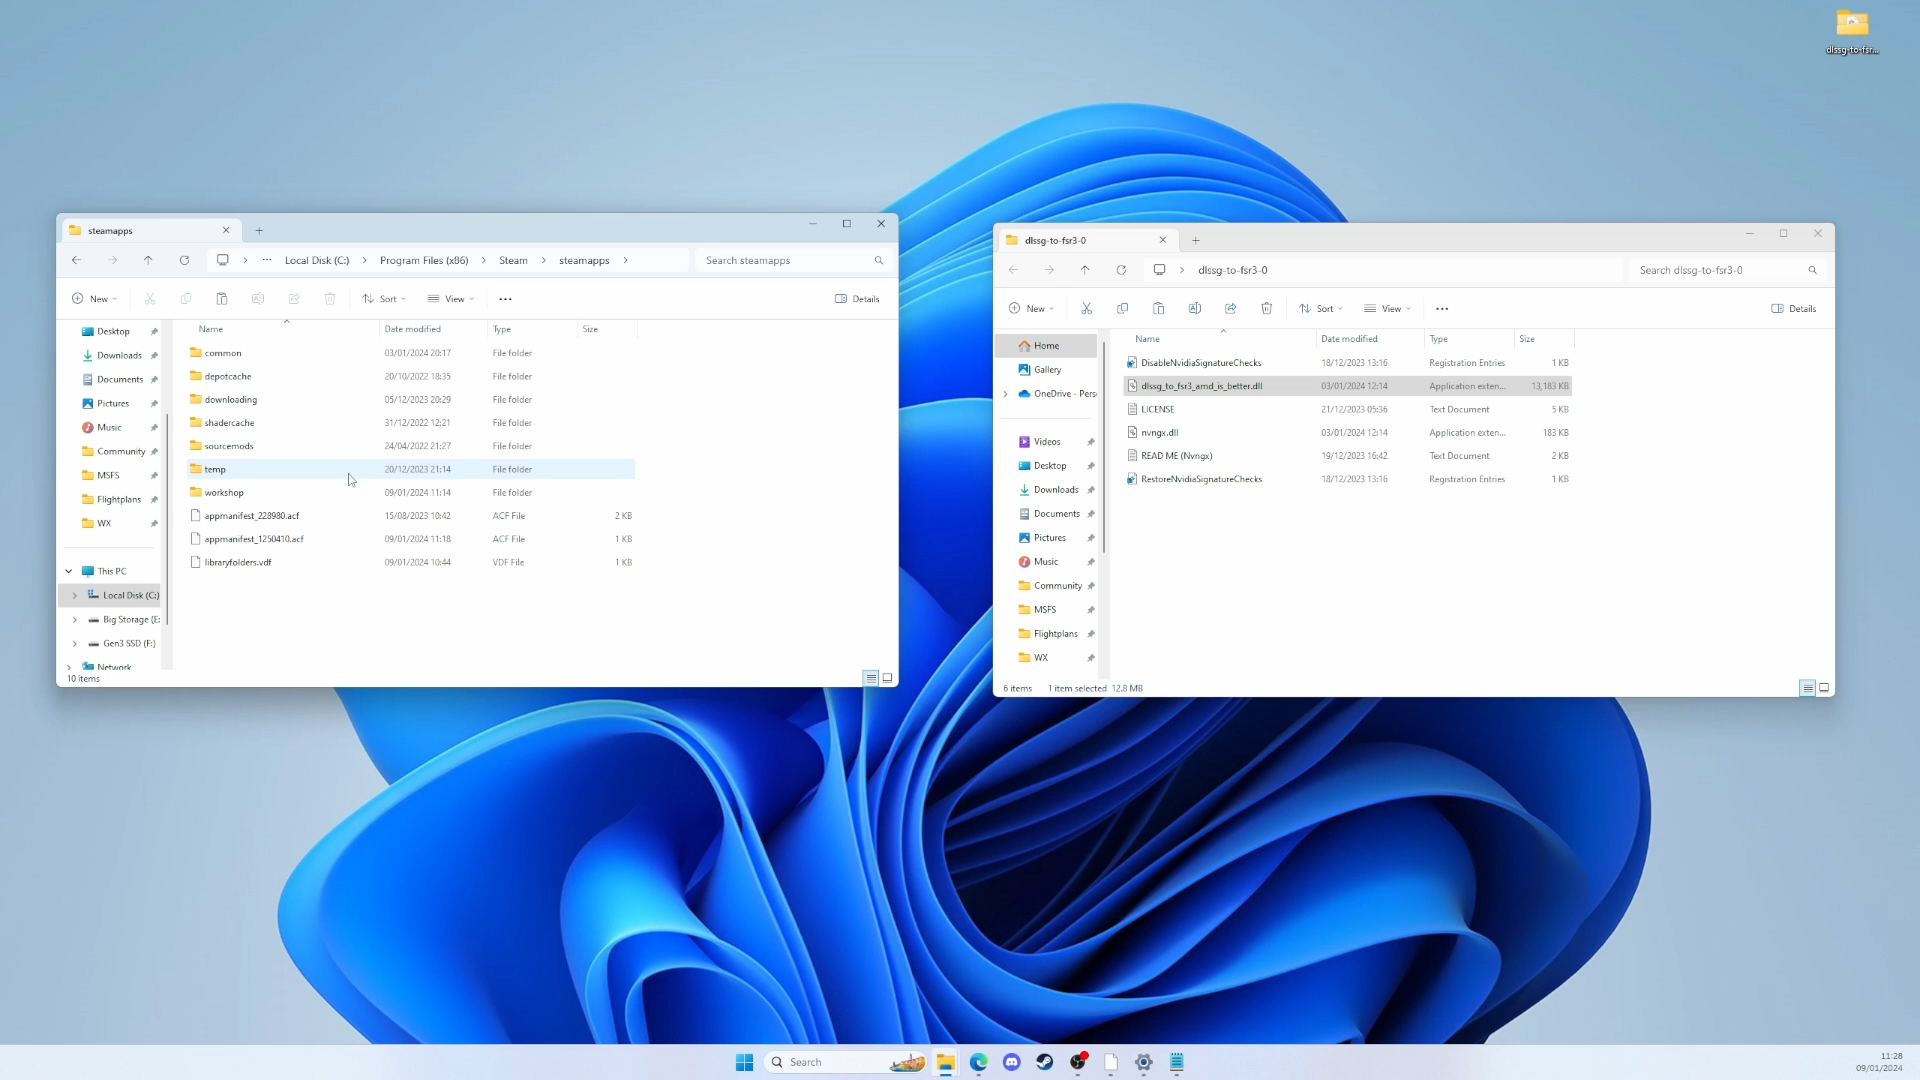 dlssg-to-fsr...
steamapps
Local Disk (C:) Program Files (x86) Steam steamapps
Search steamapps
New Sort View Details
Desktop
Downloads
Documents
Pictures
Music
Community
MSFS
Flightplans
WX
This PC
Local Disk (C:)
Big Storage (E:
Gen3 SSD (F:)
Network
Name Date modified Type Size
common 03/01/2024 20:17 File folder
depotcache 20/10/2022 18:35 File folder
downloading 05/12/2023 20:29 File folder
shadercache 31/12/2022 12:21 File folder
sourcemods 24/04/2022 21:27 File folder
temp 20/12/2023 21:14 File folder
workshop 09/01/2024 11:14 File folder
appmanifest_228980.acf 15/08/2023 10:42 ACF File 2 KB
appmanifest_1250410.acf 09/01/2024 11:18 ACF File 1 KB
libraryfolders.vdf 09/01/2024 10:44 VDF File 1 KB
10 items
dlssg-to-fsr3-0
dlssg-to-fsr3-0
Search dlssg-to-fsr3-0
New Sort View Details
Home
Gallery
OneDrive - Pers
Videos
Desktop
Downloads
Documents
Pictures
Music
Community
MSFS
Flightplans
WX
Name Date modified Type Size
DisableNvidiaSignatureChecks 18/12/2023 13:16 Registration Entries 1 KB
dlssg_to_fsr3_amd_is_better.dll 03/01/2024 12:14 Application exten... 13,183 KB
LICENSE 21/12/2023 05:36 Text Document 5 KB
nvngx.dll 03/01/2024 12:14 Application exten... 183 KB
READ ME (Nvngx) 19/12/2023 16:42 Text Document 2 KB
RestoreNvidiaSignatureChecks 18/12/2023 13:16 Registration Entries 1 KB
6 items 1 item selected 12.8 MB
Search
11:28
09/01/2024